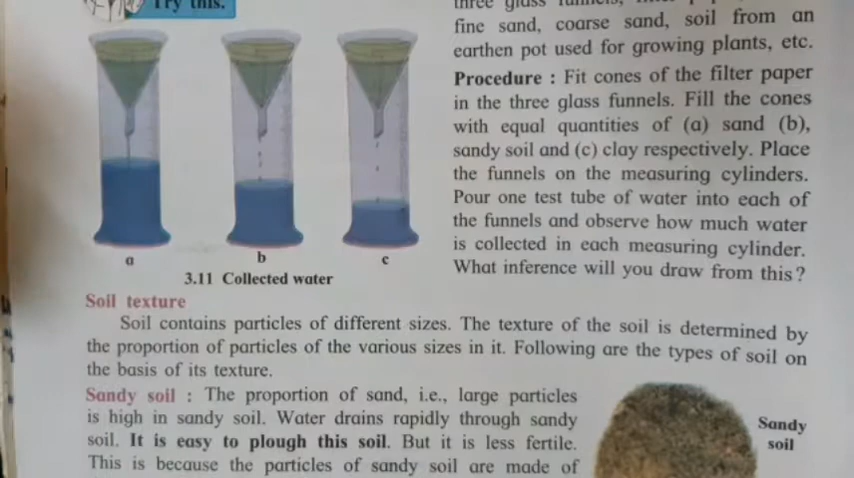 Try this.
fine sand, coarse sand, soil from an
earthen pot used for growing plants, etc.
Procedure : Fit cones of the filter paper
in the three glass funnels. Fill the cones
with equal quantities of (a) sand (b),
sandy soil and (c) clay respectively. Place
the funnels on the measuring cylinders.
Pour one test tube of water into each of
the funnels and observe how much water
is collected in each measuring cylinder.
What inference will you draw from this?
a
b
c
3.11 Collected water
Soil texture
Soil contains particles of different sizes. The texture of the soil is determined by
the proportion of particles of the various sizes in it. Following are the types of soil on
the basis of its texture.
Sandy soil : The proportion of sand, i.e., large particles
is high in sandy soil. Water drains rapidly through sandy
soil. It is easy to plough this soil. But it is less fertile.
This is because the particles of sandy soil are made of
Sandy
soil